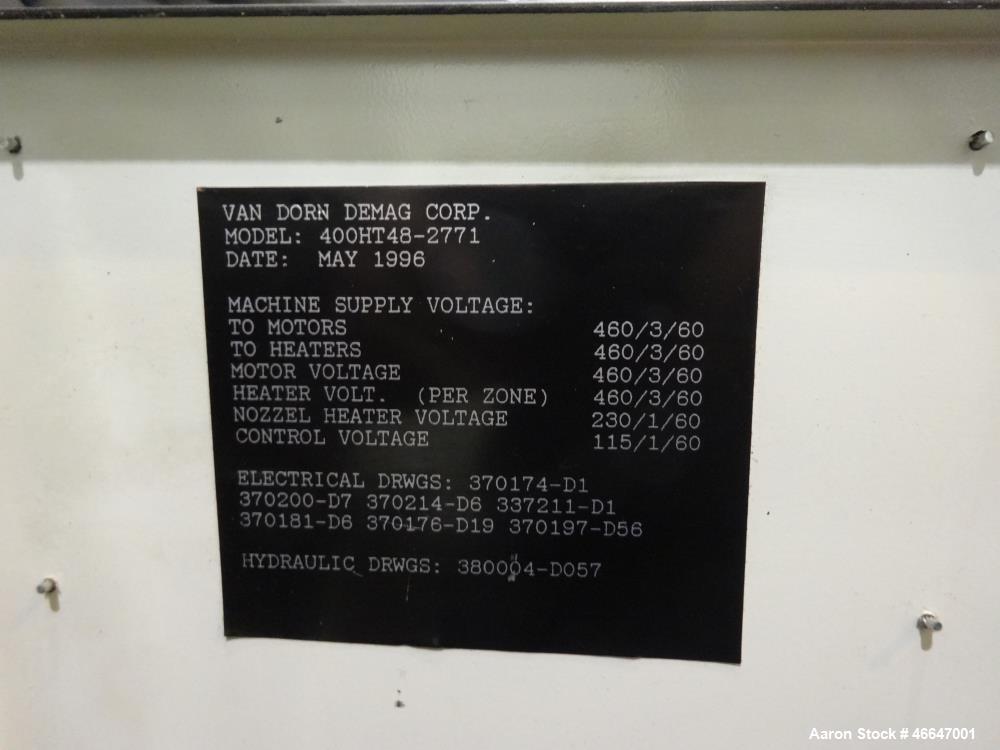 VAN DORN DEMAG CORP.
MODEL: 400HT48-2771
DATE: MAY 1996
MACHINE SUPPLY VOLTAGE:
TO MOTORS 460/3/60
TO HEATERS 460/3/60
MOTOR VOLTAGE 460/3/60
HEATER VOLT. (PER ZONE) 460/3/60
NOZZEL HEATER VOLTAGE 230/1/60
CONTROL VOLTAGE 115/1/60
ELECTRICAL DRWGS: 370174-D1
370200-D7 370214-D6 337211-D1
370181-D6 370176-D19 370197-D56
HYDRAULIC DRWGS: 380004-D057
Aaron Stock # 46647001